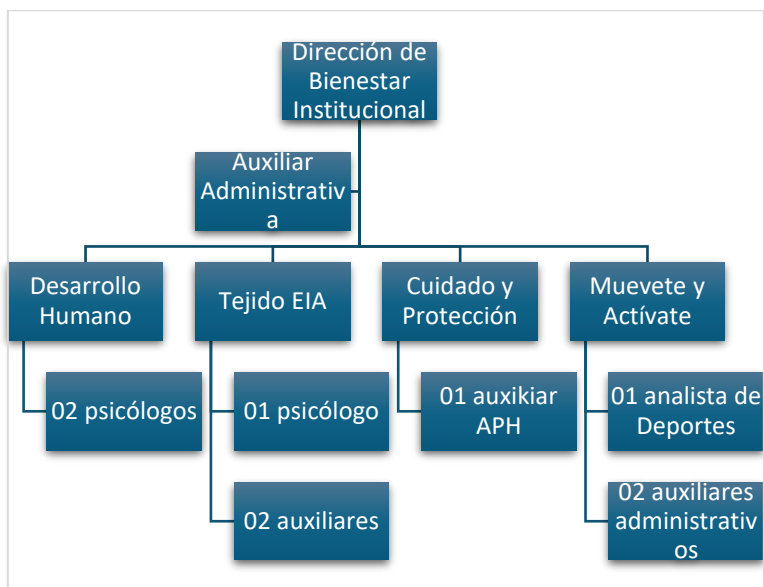 Dirección de
Bienestar
Institucional
Auxiliar
Administrativ
a
Desarrollo
Humano
Tejido EIA
Cuidado y
Protección
Muevete y
Actívate
02 psicólogos
01 psicólogo
01 auxikiar
APH
01 analista de
Deportes
02 auxiliares
02 auxiliares
administrativ
os